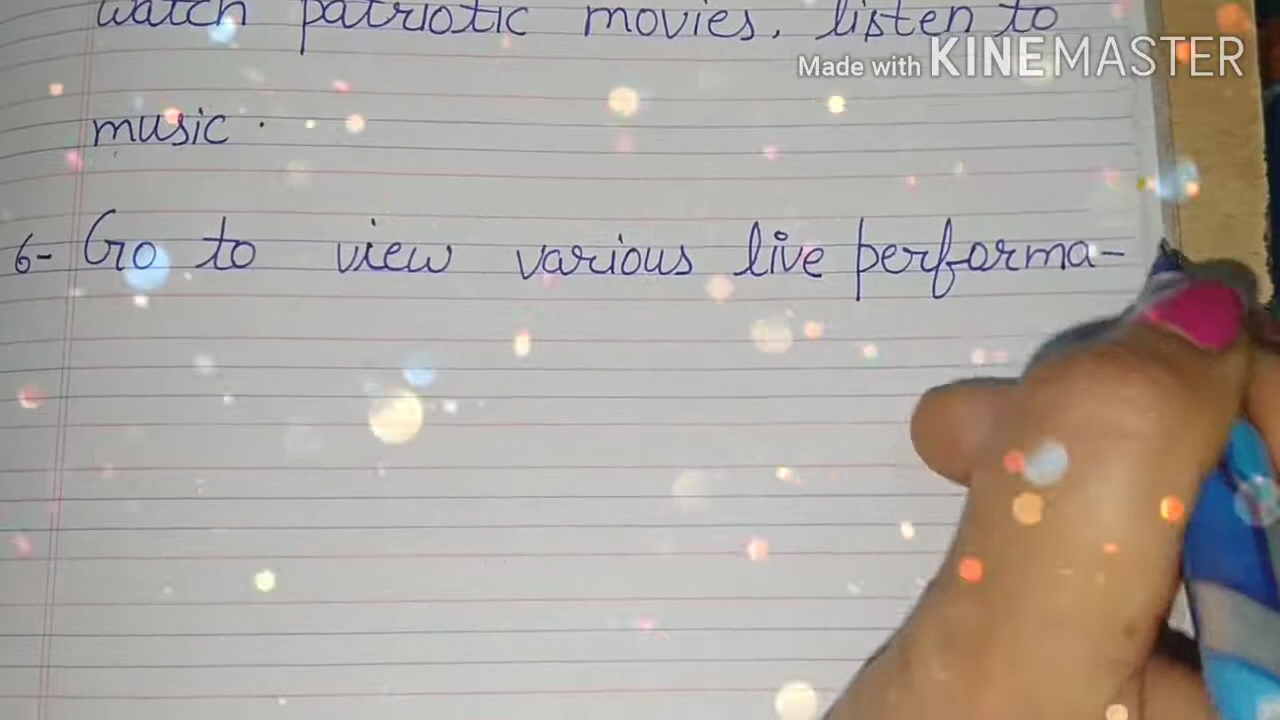 watch patriotic movies, listen to
Made with KINEMASTER
music.
6- Go to view various live performa-